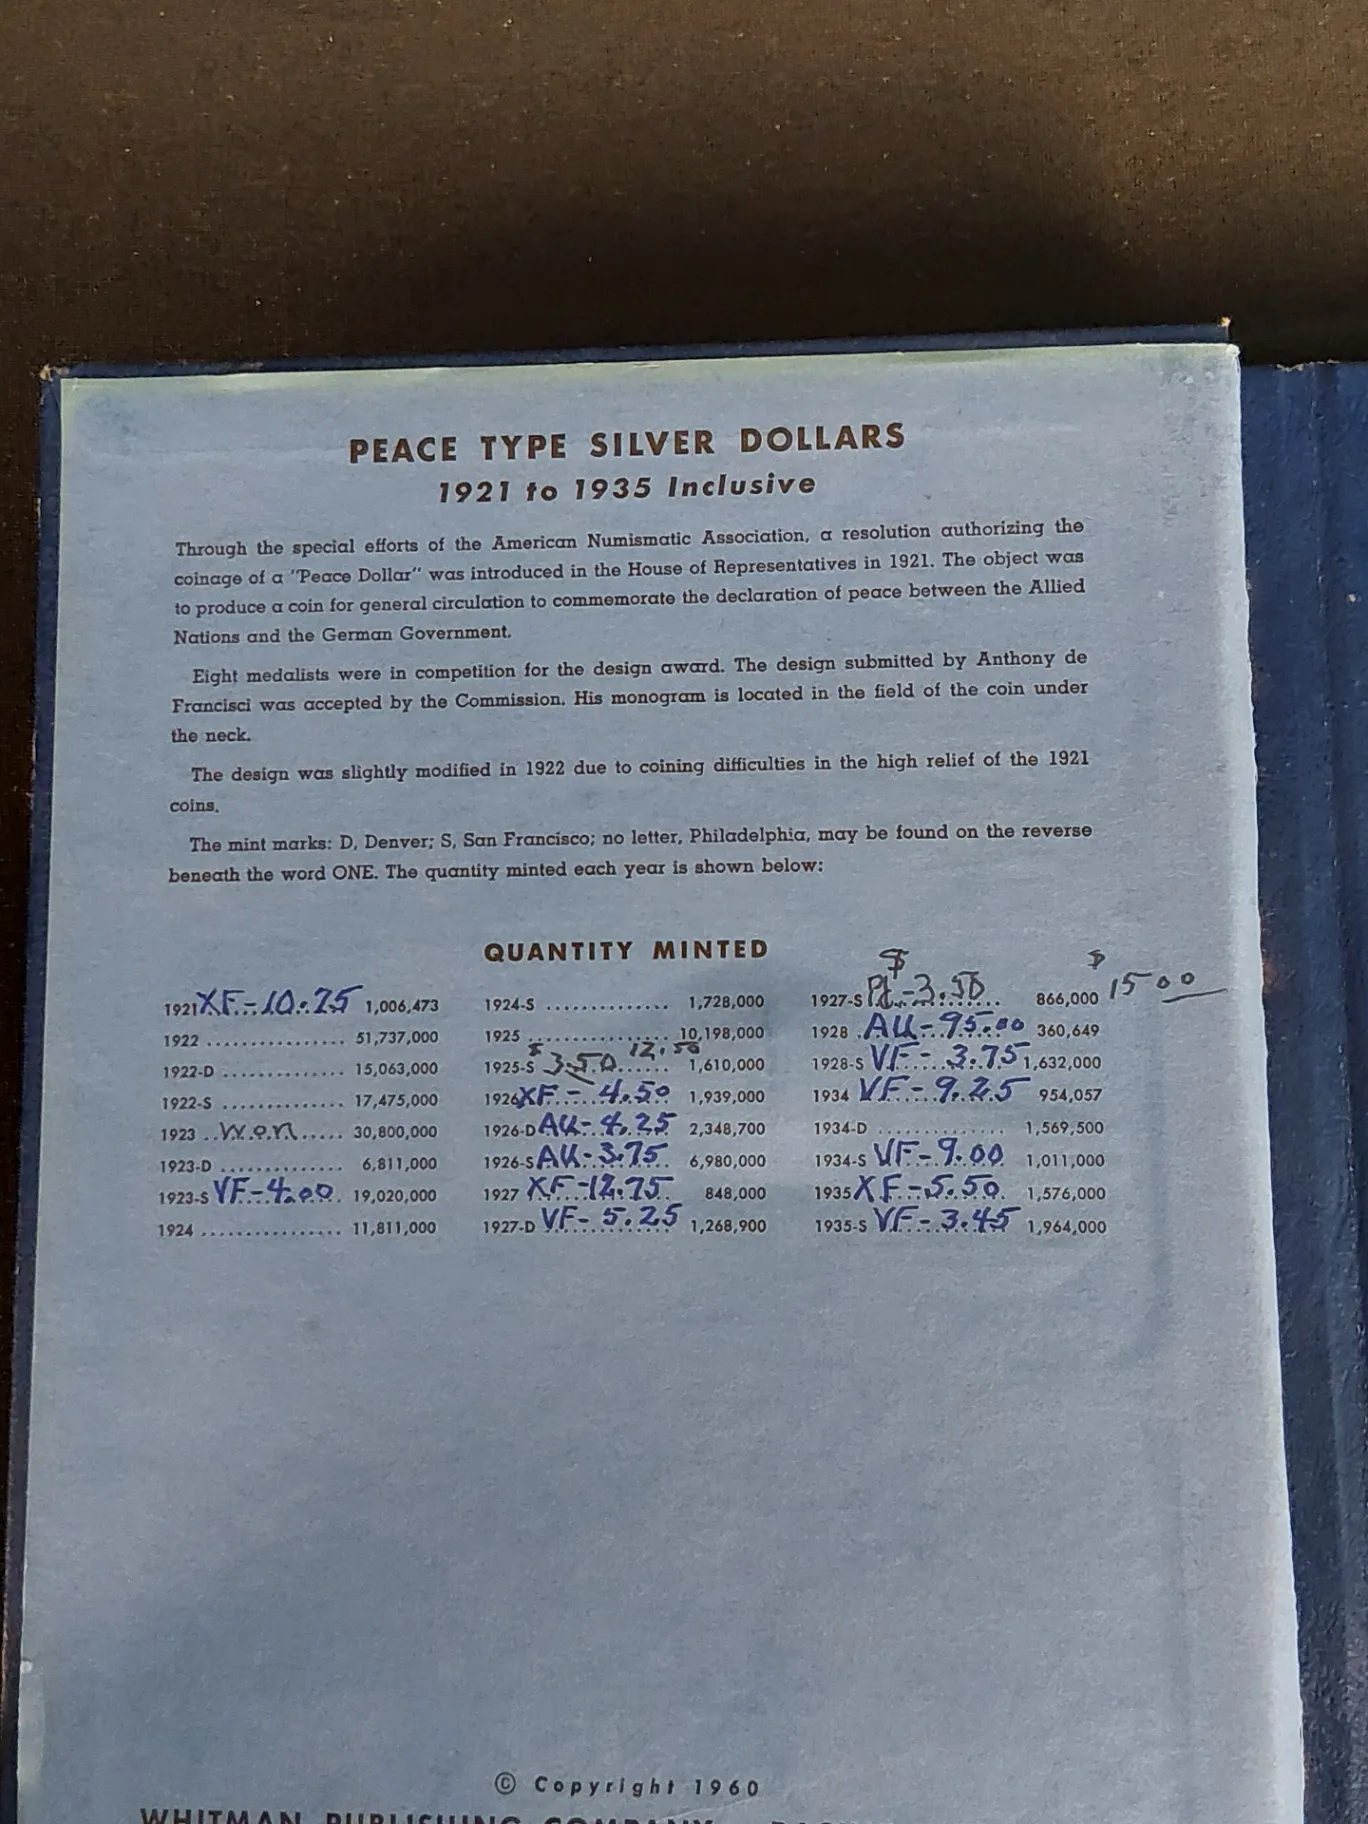 PEACE TYPE SILVER DOLLARS
1921 to 1935 Inclusive
Through the special efforts of the American Numismatic Association, a resolution authorizing the
coinage of a "Peace Dollar" was introduced in the House of Representatives in 1921. The object was
to produce a coin for general circulation to commemorate the declaration of peace between the Allied
Nations and the German Government.
Eight medalists were in competition for the design award. The design submitted by Anthony de
Francisci was accepted by the Commission. His monogram is located in the field of the coin under
the neck.
The design was slightly modified in 1922 due to coining difficulties in the high relief of the 1921
coins.
The mint marks: D, Denver; S, San Francisco; no letter, Philadelphia, may be found on the reverse
beneath the word ONE. The quantity minted each year is shown below:
QUANTITY MINTED
1921 XF-10.75 1,006,473
1922 ................ 51,737,000
1922-D .............. 15,063,000
1922-S .............. 17,475,000
1923 ..Won..... 30,800,000
1923-D .............. 6,811,000
1923-S VF-4.00. 19,020,000
1924 ................ 11,811,000
1924-S .............. 1,728,000
1925 ................ 10,198,000
1925-S $3.50 12.50 1,610,000
1926 XF-4.50 1,939,000
1926-D AU-4.25 2,348,700
1926-S AU-3.75 6,980,000
1927 XF-12.75 848,000
1927-D VF-5.25 1,268,900
$ $
1927-S -3.50 866,000 15 00
1928 AU-95.00 360,649
1928-S VF-3.75 1,632,000
1934 VF-9.25 954,057
1934-D .............. 1,569,500
1934-S VF-9.00 1,011,000
1935 XF-5.50. 1,576,000
1935-S VF-3.45 1,964,000
© Copyright 1960
WHITMAN PUBLISHING COMPANY